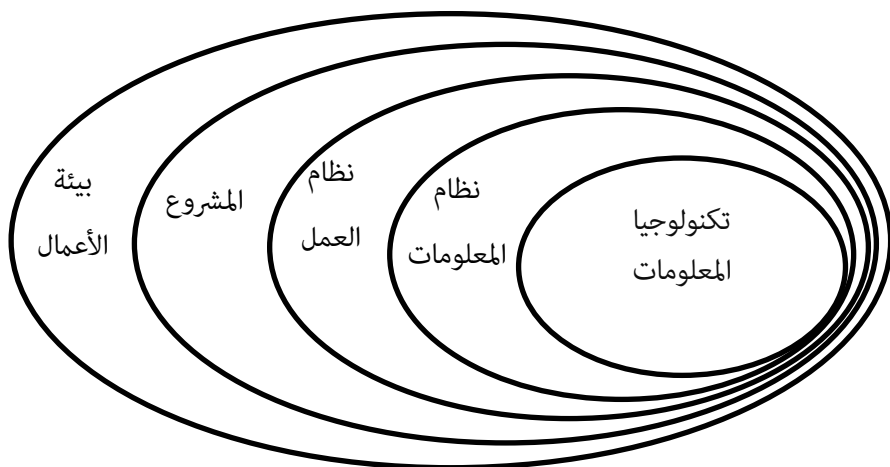 تكنولوجيا
المعلومات
نظام
المعلومات
نظام
العمل
المشروع
بيئة
الأعمال